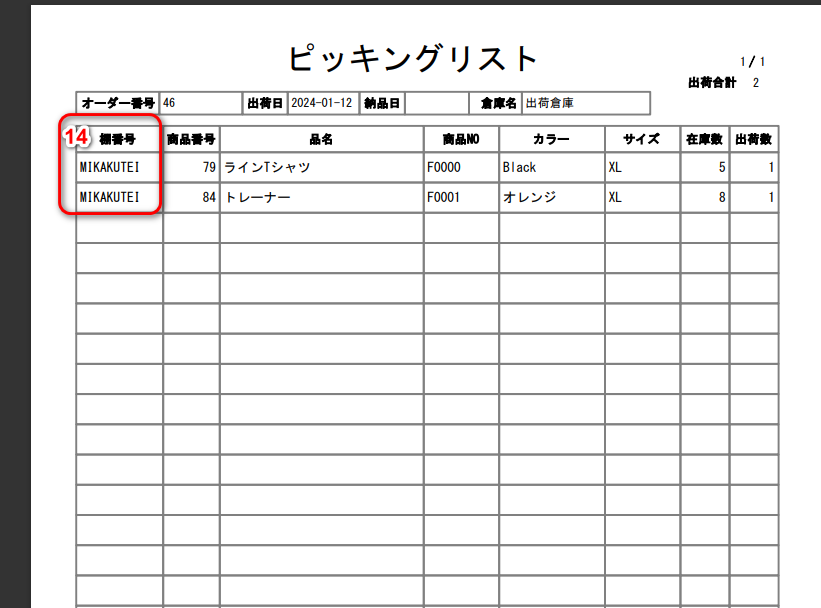 ピッキングリスト
1 / 1
出荷合計 2
オーダー番号 46 出荷日 2024-01-12 納品日 倉庫名 出荷倉庫
14 棚番号 商品番号 品名 商品NO カラー サイズ 在庫数 出荷数
MIKAKUTEI 79 ラインTシャツ F0000 Black XL 5 1
MIKAKUTEI 84 トレーナー F0001 オレンジ XL 8 1